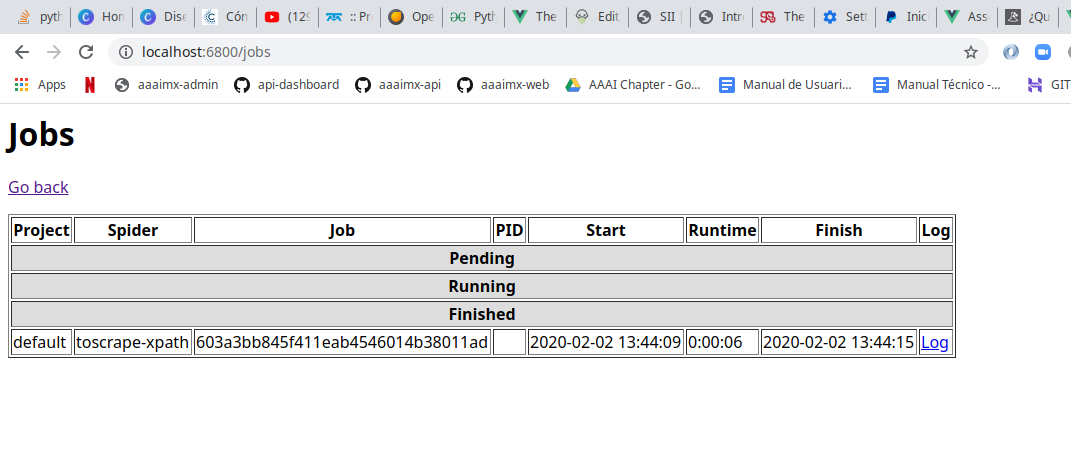 pyth Hom Dise Cón (129 :: Pr Ope Pyth The Edit SII Intro The Sett Inic Ass ¿Qu
localhost:6800/jobs
Apps aaaimx-admin api-dashboard aaaimx-api aaaimx-web AAAI Chapter - Go... Manual de Usuari... Manual Técnico -... GIT
Jobs
Go back
Project Spider Job PID Start Runtime Finish Log
Pending
Running
Finished
default toscrape-xpath 603a3bb845f411eab4546014b38011ad 2020-02-02 13:44:09 0:00:06 2020-02-02 13:44:15 Log